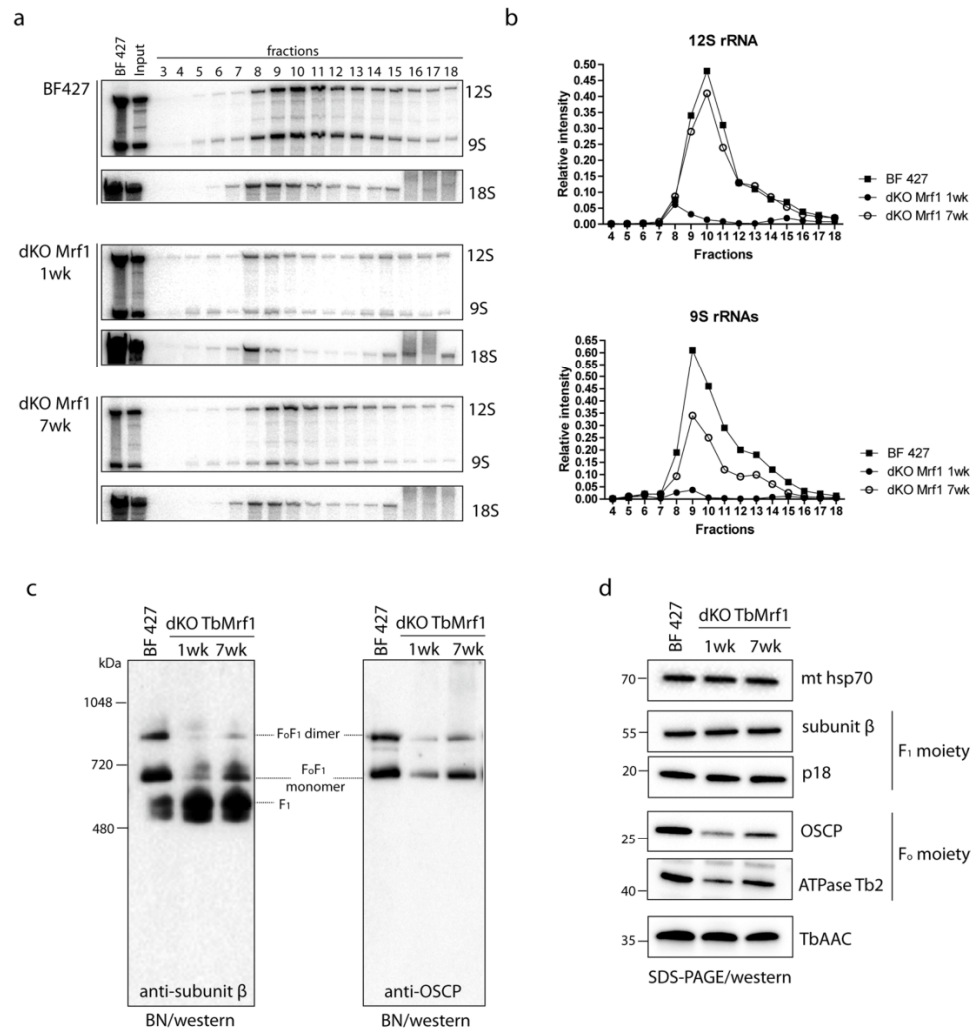 a
fractions
BF 427
Input
3 4 5 6 7 8 9 10 11 12 13 14 15 16 17 18
BF427
12S
9S
18S
dKO Mrf1
1wk
12S
9S
18S
dKO Mrf1
7wk
12S
9S
18S
b
12S rRNA
Relative intensity
0.50
0.45
0.40
0.35
0.30
0.25
0.20
0.15
0.10
0.05
0.00
4 5 6 7 8 9 10 11 12 13 14 15 16 17 18
Fractions
BF 427
dKO Mrf1 1wk
dKO Mrf1 7wk
9S rRNAs
Relative intensity
0.65
0.60
0.55
0.50
0.45
0.40
0.35
0.30
0.25
0.20
0.15
0.10
0.05
0.00
4 5 6 7 8 9 10 11 12 13 14 15 16 17 18
Fractions
BF 427
dKO Mrf1 1wk
dKO Mrf1 7wk
c
BF 427
dKO TbMrf1
1wk 7wk
kDa
1048
720
480
FoF1 dimer
FoF1
monomer
F1
anti-subunit β
BN/western
BF 427
dKO TbMrf1
1wk 7wk
anti-OSCP
BN/western
d
BF 427
dKO TbMrf1
1wk 7wk
70
mt hsp70
55
subunit β
20
p18
F1 moiety
25
OSCP
40
ATPase Tb2
Fo moiety
35
TbAAC
SDS-PAGE/western